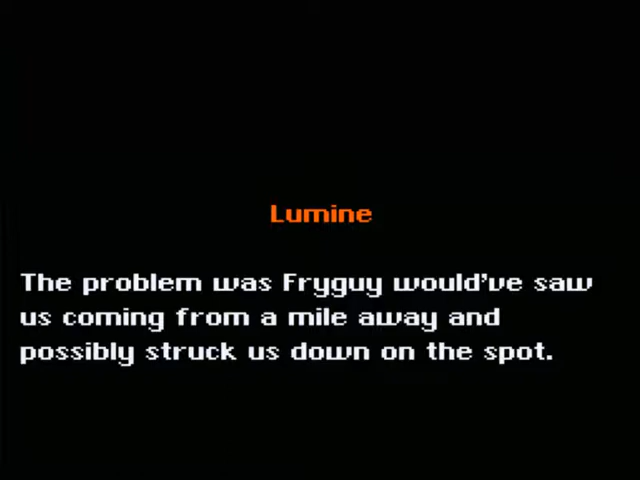 Lumine
The problem was Fryguy would've saw
us coming from a mile away and
possibly struck us down on the spot.